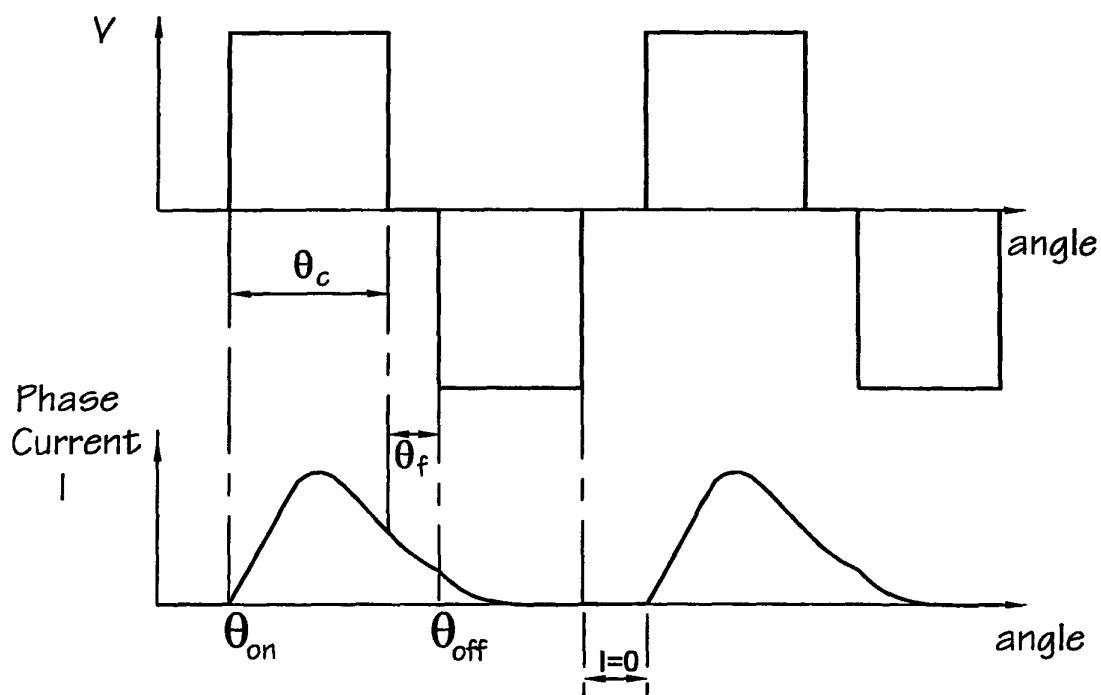 V
angle
θc
Phase
Current
I
θf
θon
θoff
I=0
angle